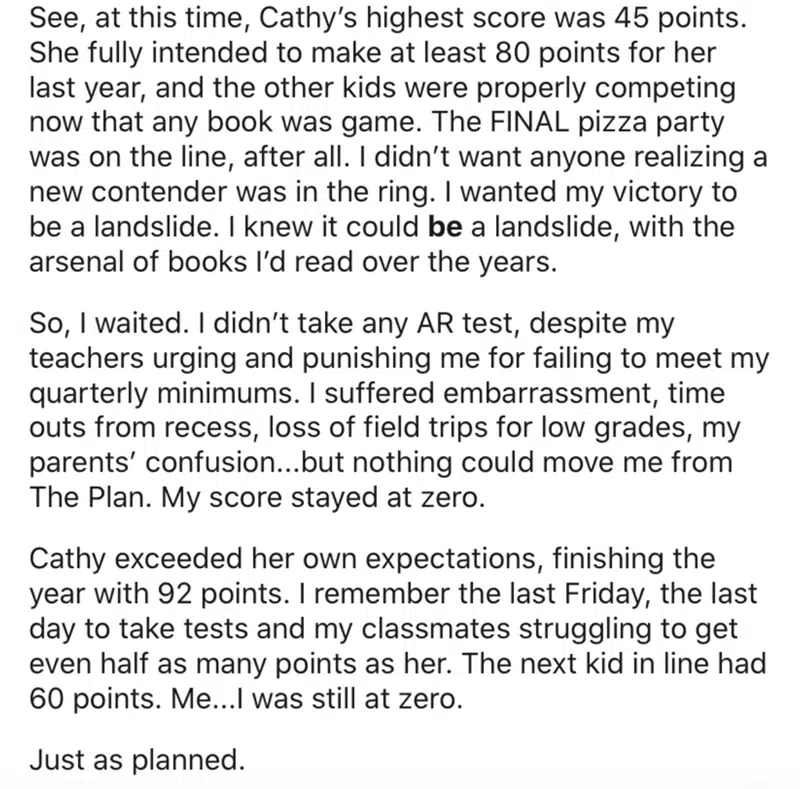 See, at this time, Cathy’s highest score was 45 points.
She fully intended to make at least 80 points for her
last year, and the other kids were properly competing
now that any book was game. The FINAL pizza party
was on the line, after all. I didn’t want anyone realizing a
new contender was in the ring. I wanted my victory to
be a landslide. I knew it could be a landslide, with the
arsenal of books I’d read over the years.
So, I waited. I didn’t take any AR test, despite my
teachers urging and punishing me for failing to meet my
quarterly minimums. I suffered embarrassment, time
outs from recess, loss of field trips for low grades, my
parents’ confusion...but nothing could move me from
The Plan. My score stayed at zero.
Cathy exceeded her own expectations, finishing the
year with 92 points. I remember the last Friday, the last
day to take tests and my classmates struggling to get
even half as many points as her. The next kid in line had
60 points. Me...I was still at zero.
Just as planned.